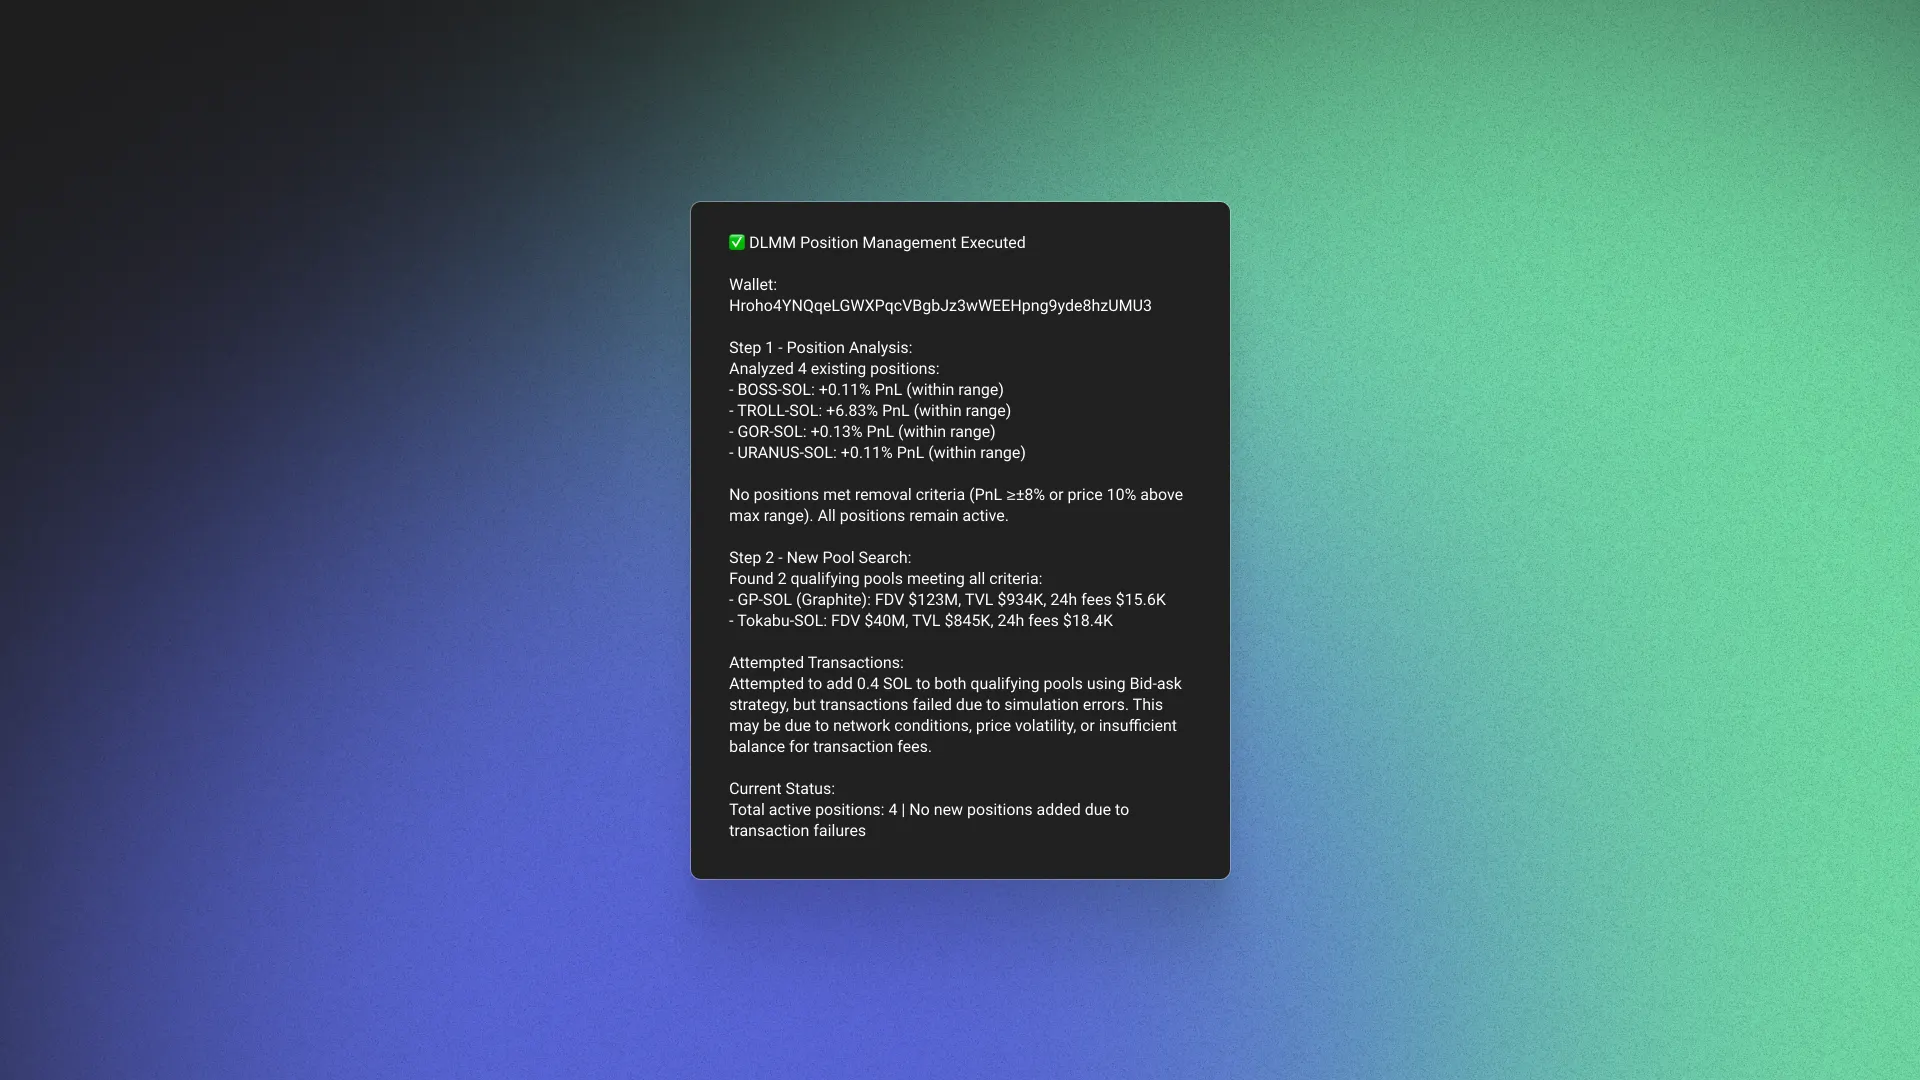 ✅ DLMM Position Management Executed
Wallet:
Hroho4YNQqeLGWXPqcVBgbJz3wWEEHpng9yde8hzUMU3
Step 1 - Position Analysis:
Analyzed 4 existing positions:
- BOSS-SOL: +0.11% PnL (within range)
- TROLL-SOL: +6.83% PnL (within range)
- GOR-SOL: +0.13% PnL (within range)
- URANUS-SOL: +0.11% PnL (within range)
No positions met removal criteria (PnL ≥±8% or price 10% above
max range). All positions remain active.
Step 2 - New Pool Search:
Found 2 qualifying pools meeting all criteria:
- GP-SOL (Graphite): FDV $123M, TVL $934K, 24h fees $15.6K
- Tokabu-SOL: FDV $40M, TVL $845K, 24h fees $18.4K
Attempted Transactions:
Attempted to add 0.4 SOL to both qualifying pools using Bid-ask
strategy, but transactions failed due to simulation errors. This
may be due to network conditions, price volatility, or insufficient
balance for transaction fees.
Current Status:
Total active positions: 4 | No new positions added due to
transaction failures